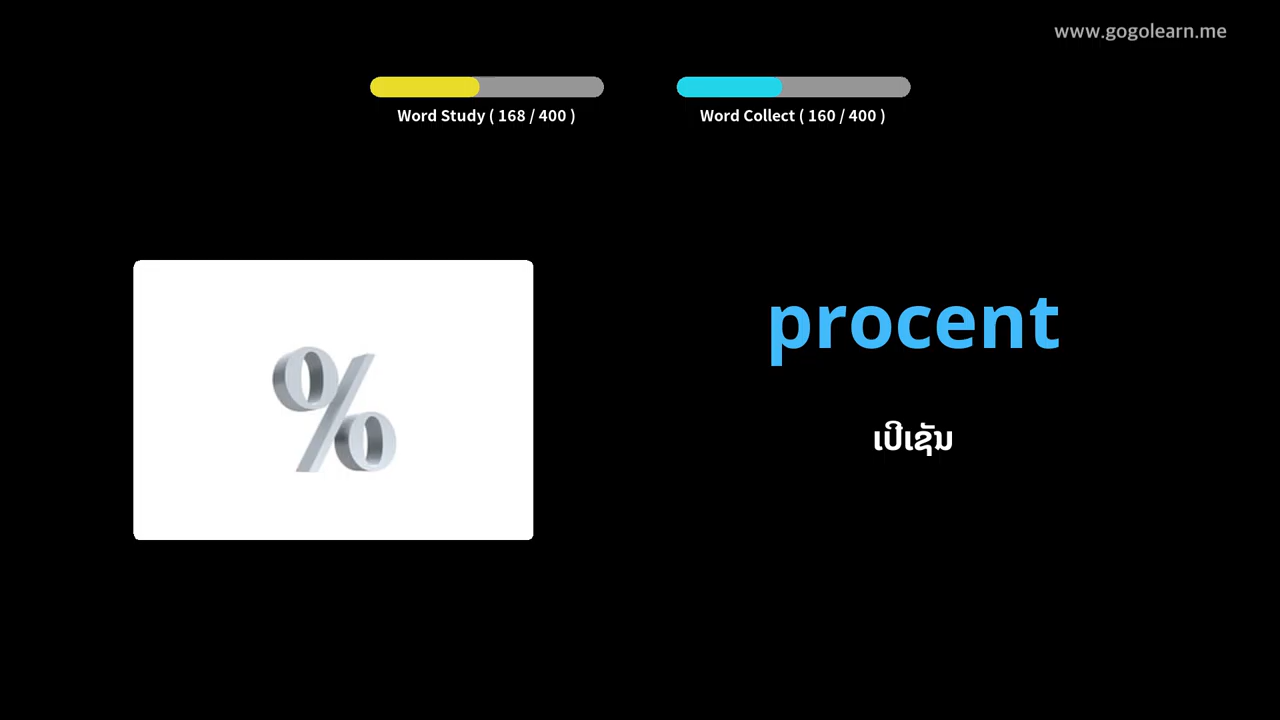 www.gogolearn.me
Word Study ( 168 / 400 )
Word Collect ( 160 / 400 )
%
procent
ເປີເຊັນ